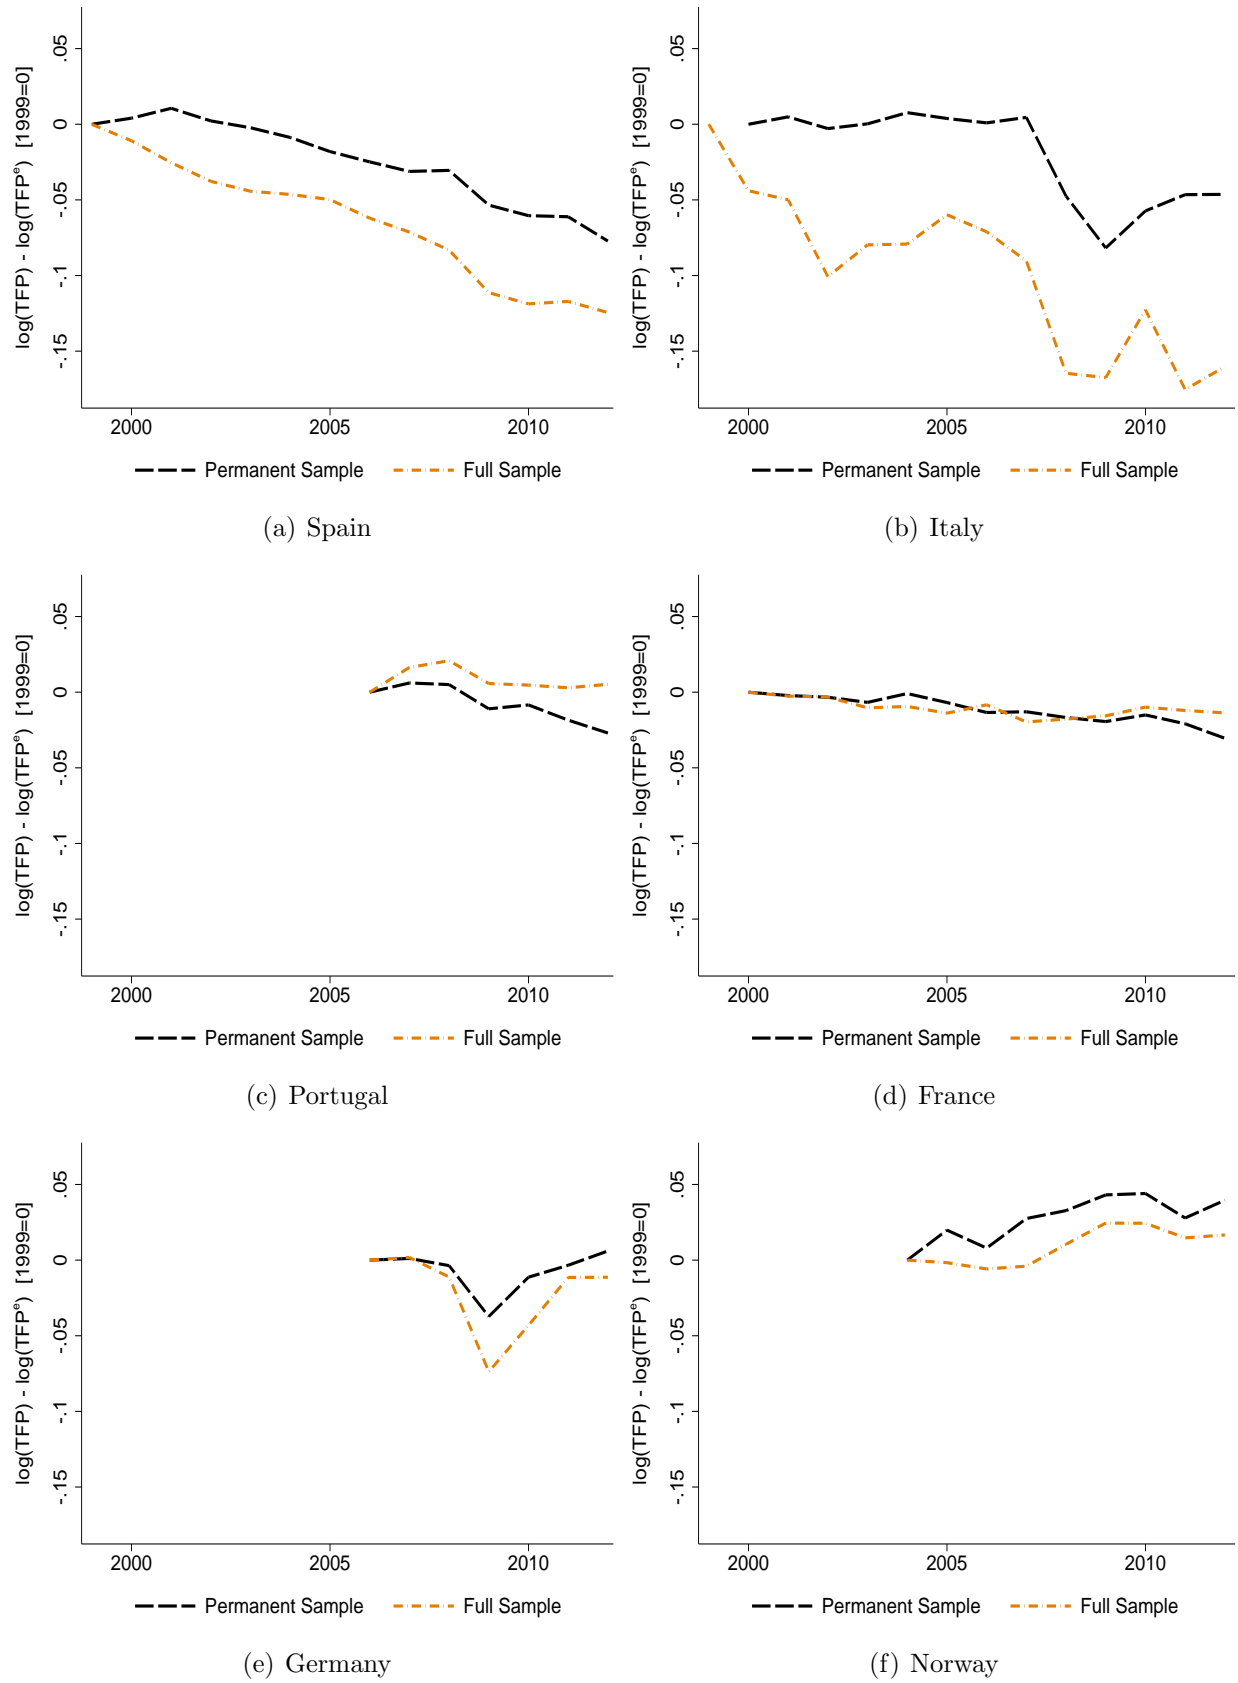 log(TFP) - log(TFPᵉ)  [1999=0]
.05
0
-.05
-.1
-.15
2000 2005 2010
Permanent Sample Full Sample
(a) Spain
log(TFP) - log(TFPᵉ)  [1999=0]
.05
0
-.05
-.1
-.15
2000 2005 2010
Permanent Sample Full Sample
(b) Italy
log(TFP) - log(TFPᵉ)  [1999=0]
.05
0
-.05
-.1
-.15
2000 2005 2010
Permanent Sample Full Sample
(c) Portugal
log(TFP) - log(TFPᵉ)  [1999=0]
.05
0
-.05
-.1
-.15
2000 2005 2010
Permanent Sample Full Sample
(d) France
log(TFP) - log(TFPᵉ)  [1999=0]
.05
0
-.05
-.1
-.15
2000 2005 2010
Permanent Sample Full Sample
(e) Germany
log(TFP) - log(TFPᵉ)  [1999=0]
.05
0
-.05
-.1
-.15
2000 2005 2010
Permanent Sample Full Sample
(f) Norway